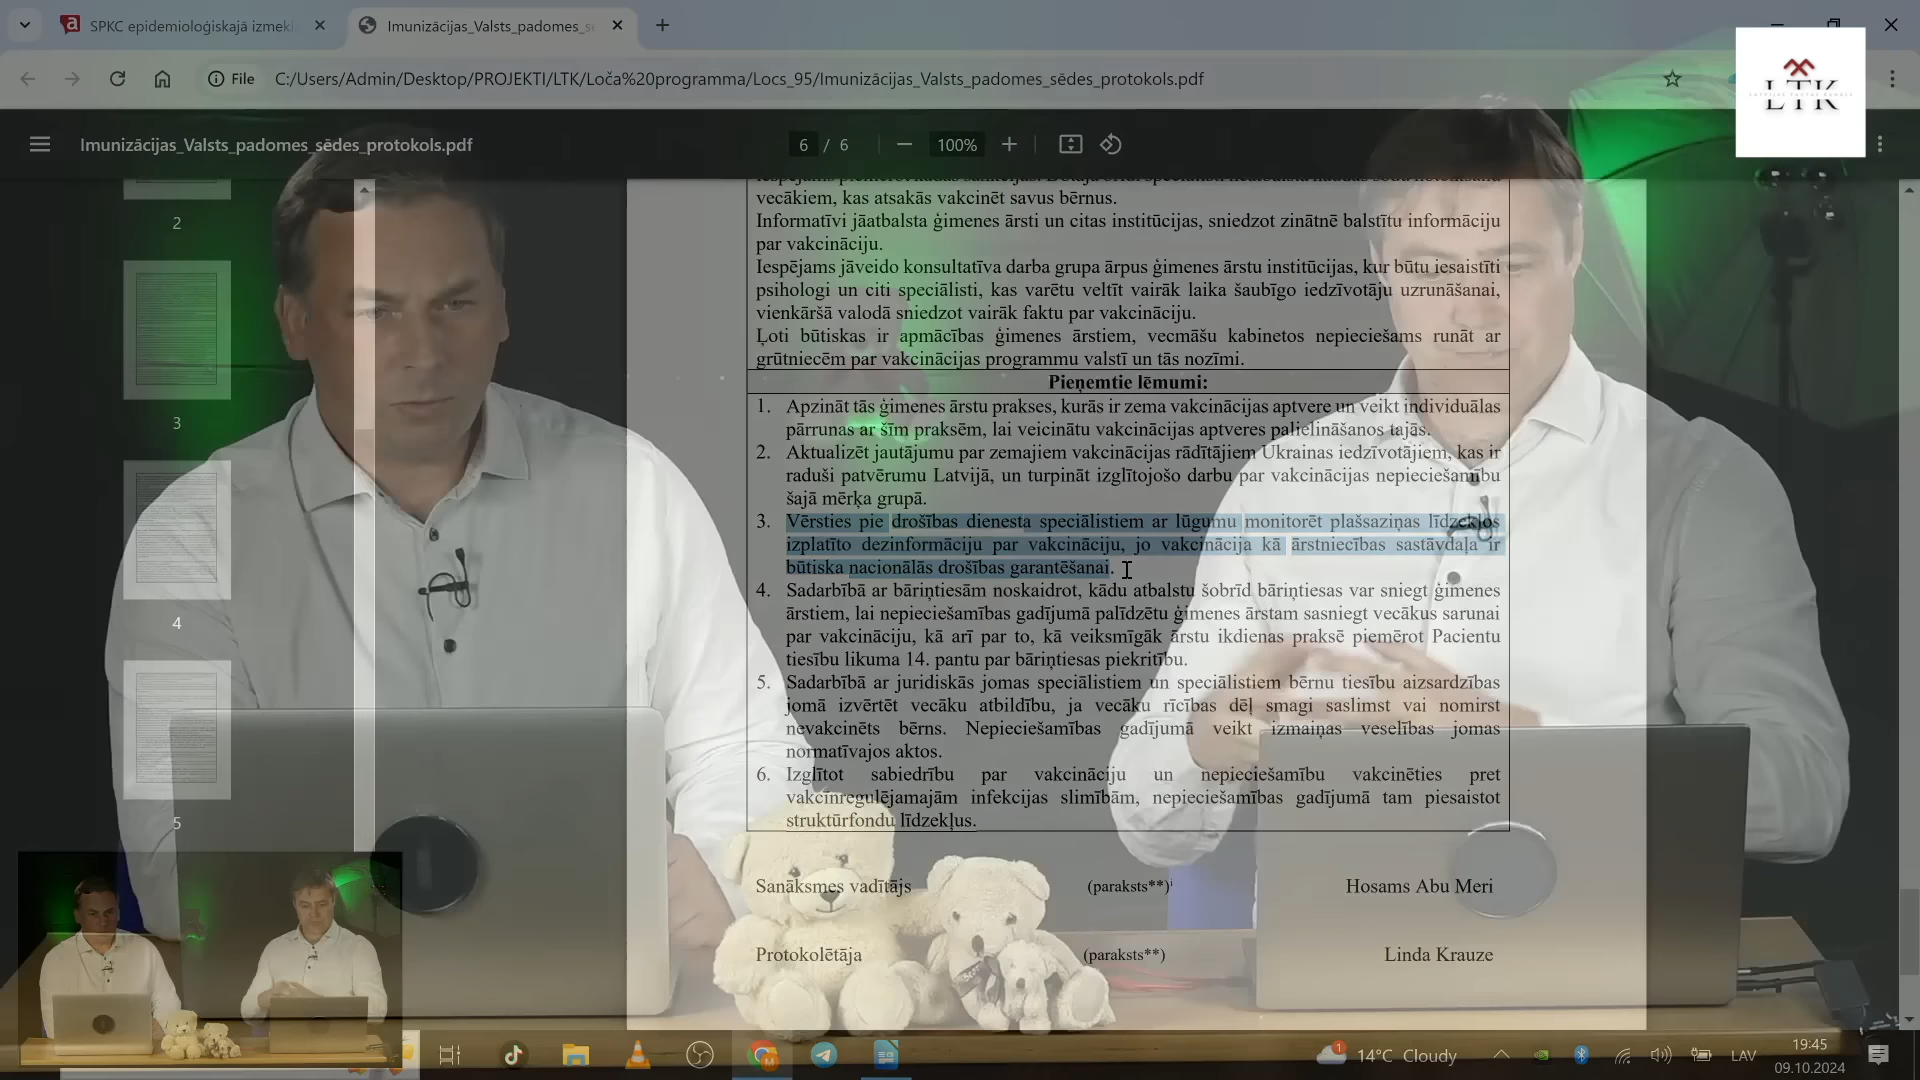 SPKC epidemioloģiskajā izmekl
Imunizācijas_Valsts_padomes_s
LTK
File
C:/Users/Admin/Desktop/PROJEKTI/LTK/Loča%20programma/Locs_95/Imunizācijas_Valsts_padomes_sēdes_protokols.pdf
Imunizācijas_Valsts_padomes_sēdes_protokols.pdf
6 / 6
100%
2
3
4
5
vecākiem, kas atsakās vakcinēt savus bērnus.
Informatīvi jāatbalsta ģimenes ārsti un citas institūcijas, sniedzot zinātnē balstītu informāciju
par vakcināciju.
Iespējams jāveido konsultatīva darba grupa ārpus ģimenes ārstu institūcijas, kur būtu iesaistīti
psihologi un citi speciālisti, kas varētu veltīt vairāk laika šaubīgo iedzīvotāju uzrunāšanai,
vienkāršā valodā sniedzot vairāk faktu par vakcināciju.
Ļoti būtiskas ir apmācības ģimenes ārstiem, vecmāšu kabinetos nepieciešams runāt ar
grūtniecēm par vakcinācijas programmu valstī un tās nozīmi.
Pieņemtie lēmumi:
1. Apzināt tās ģimenes ārstu prakses, kurās ir zema vakcinācijas aptvere un veikt individuālas
pārrunas ar šīm praksēm, lai veicinātu vakcinācijas aptveres palielināšanos tajās.
2. Aktualizēt jautājumu par zemajiem vakcinācijas rādītājiem Ukrainas iedzīvotājiem, kas ir
raduši patvērumu Latvijā, un turpināt izglītojošo darbu par vakcinācijas nepieciešamību
šajā mērķa grupā.
3. Vērsties pie drošības dienesta speciālistiem ar lūgumu monitorēt plašsaziņas līdzekļos
izplatīto dezinformāciju par vakcināciju, jo vakcinācija kā ārstniecības sastāvdaļa ir
būtiska nacionālās drošības garantēšanai.
4. Sadarbībā ar bāriņtiesām noskaidrot, kādu atbalstu šobrīd bāriņtiesas var sniegt ģimenes
ārstiem, lai nepieciešamības gadījumā palīdzētu ģimenes ārstam sasniegt vecākus sarunai
par vakcināciju, kā arī par to, kā veiksmīgāk ārstu ikdienas praksē piemērot Pacientu
tiesību likuma 14. pantu par bāriņtiesas piekritību.
5. Sadarbībā ar juridiskās jomas speciālistiem un speciālistiem bērnu tiesību aizsardzības
jomā izvērtēt vecāku atbildību, ja vecāku rīcības dēļ smagi saslimst vai nomirst
nevakcinēts bērns. Nepieciešamības gadījumā veikt izmaiņas veselības jomas
normatīvajos aktos.
6. Izglītot sabiedrību par vakcināciju un nepieciešamību vakcinēties pret
vakcīnregulējamajām infekcijas slimībām, nepieciešamības gadījumā tam piesaistot
struktūrfondu līdzekļus.
Sanāksmes vadītājs (paraksts**)i Hosams Abu Meri
Protokolētāja (paraksts**) Linda Krauze
1
14°C Cloudy
LAV
19:45
09.10.2024